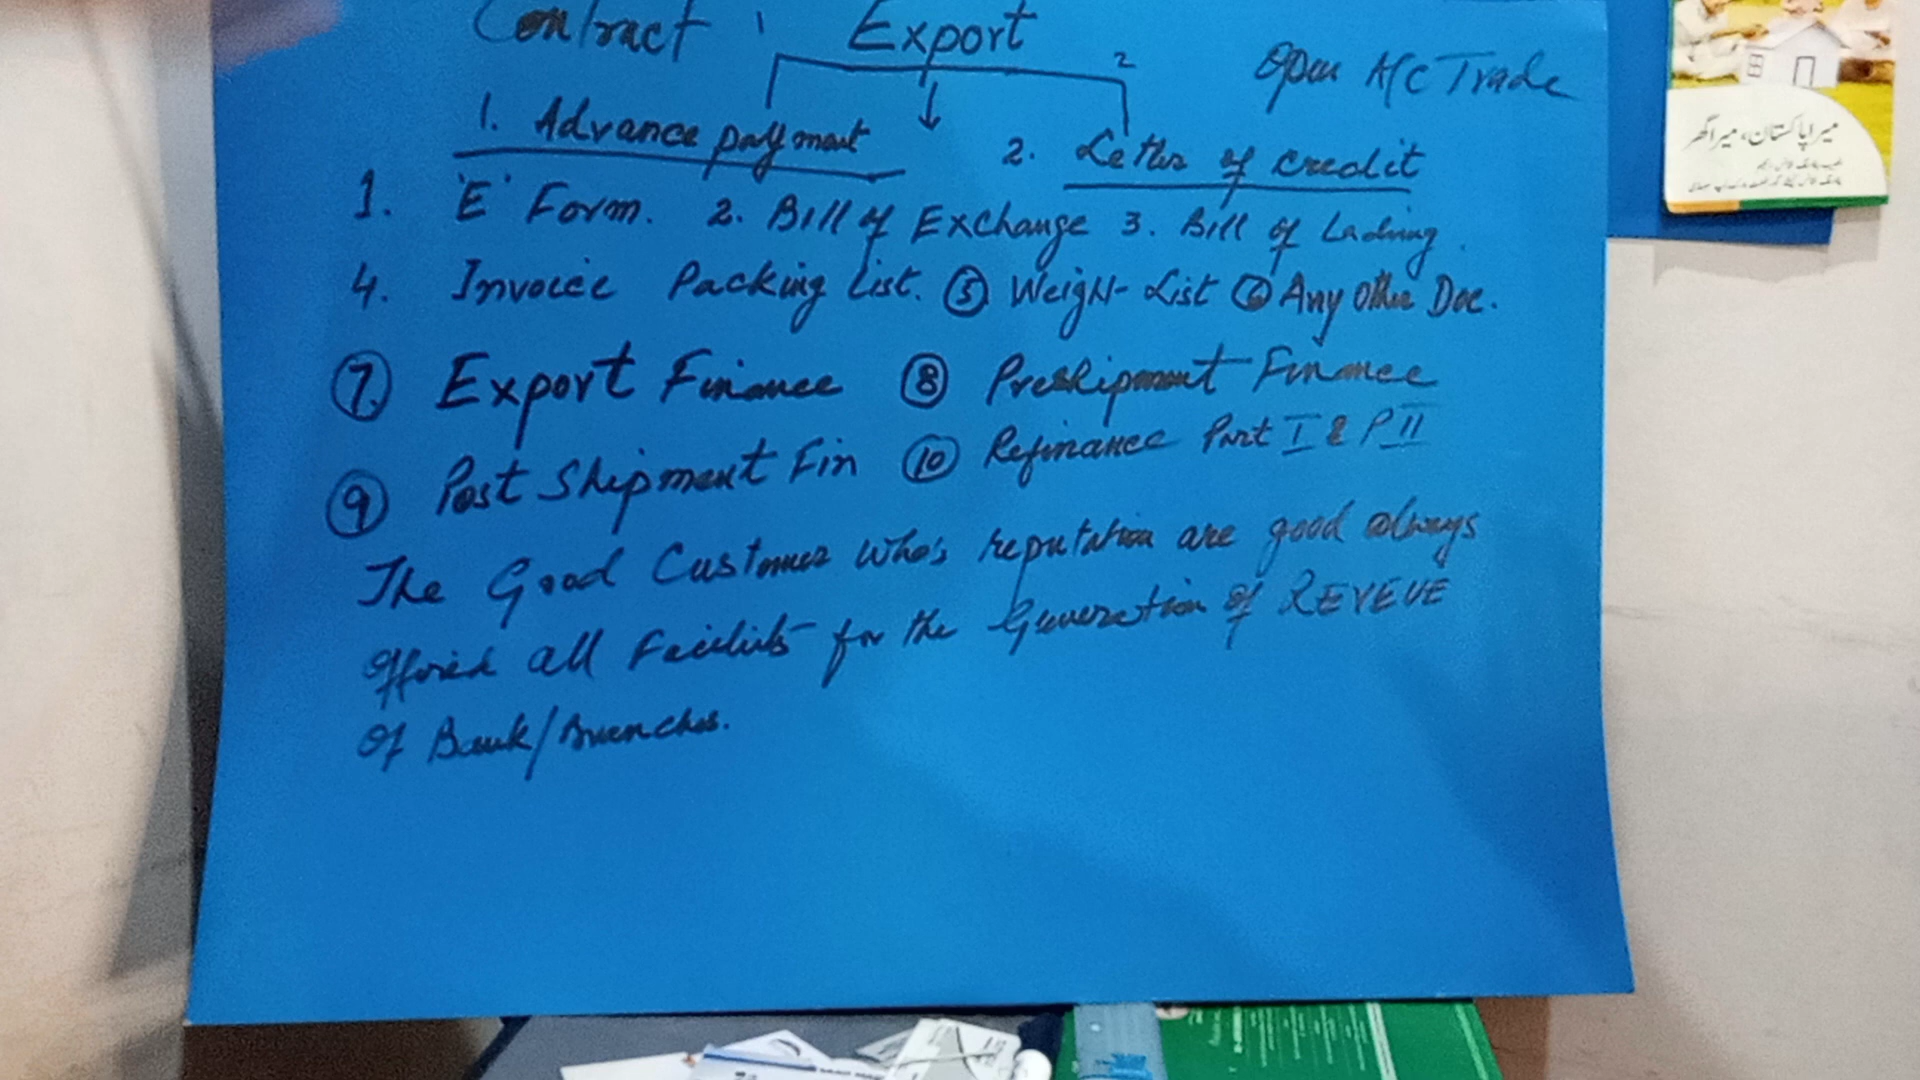 Contract 1 Export
2
Open A/C Trade
1. Advance payment
2. Letter of credit
1. 'E' Form. 2. Bill of Exchange 3. Bill of Lading.
4. Invoice Packing List. ⑤ Weight List ⑥ Any Other Doc.
⑦ Export Finance ⑧ Preshipment Finance
⑨ Post Shipment Fin ⑩ Refinance Part I & P II
The Good Customer who's reputation are good always
offered all Facilits for the Generation of REVEUE
of Bank/Branches.
میرا پاکستان، میرا گھر